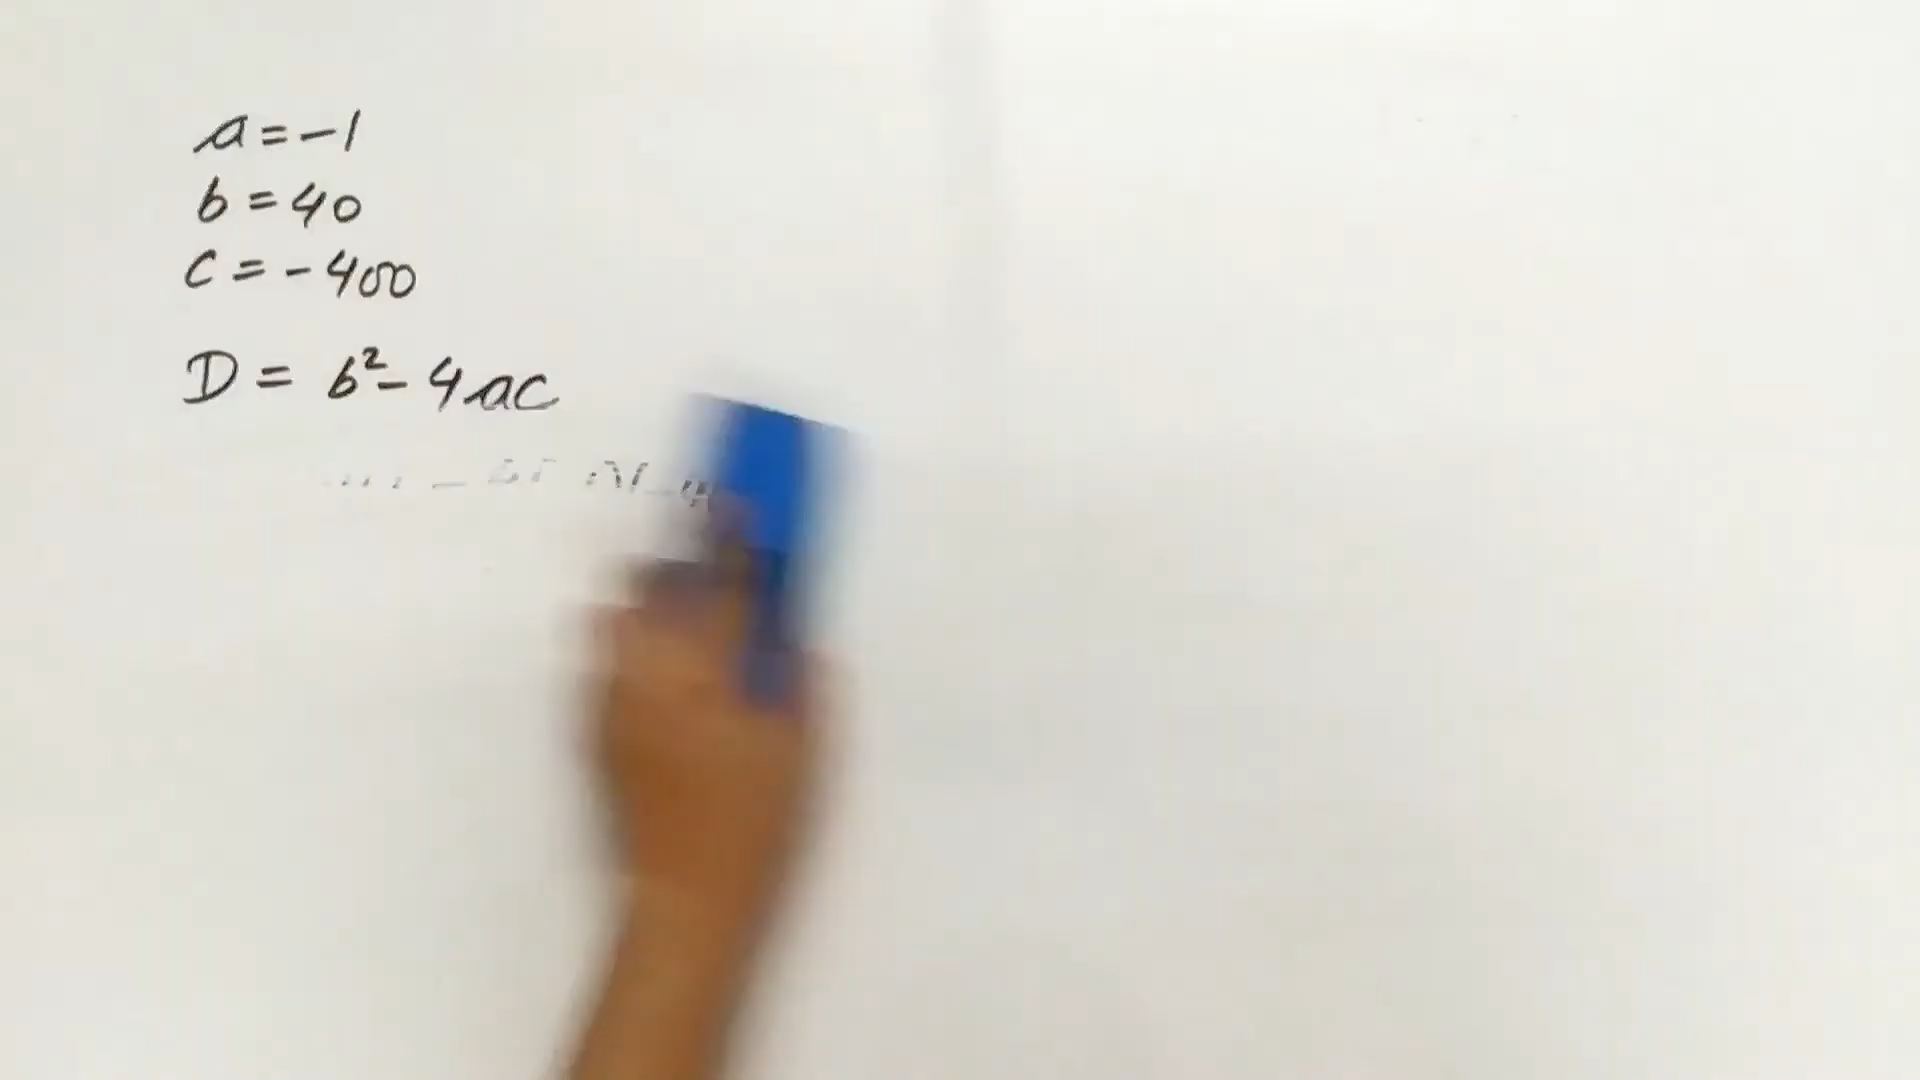 a = -1
b = 40
c = -400
D = b² - 4ac